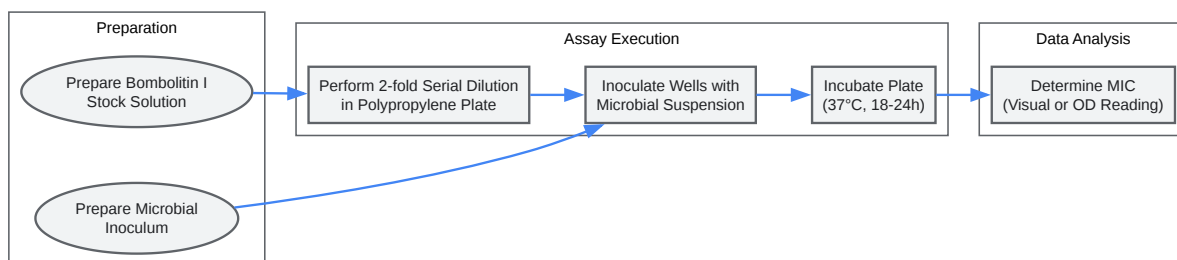 Preparation
Prepare Bombolitin I
Stock Solution
Prepare Microbial
Inoculum
Assay Execution
Perform 2-fold Serial Dilution
in Polypropylene Plate
Inoculate Wells with
Microbial Suspension
Incubate Plate
(37°C, 18-24h)
Data Analysis
Determine MIC
(Visual or OD Reading)